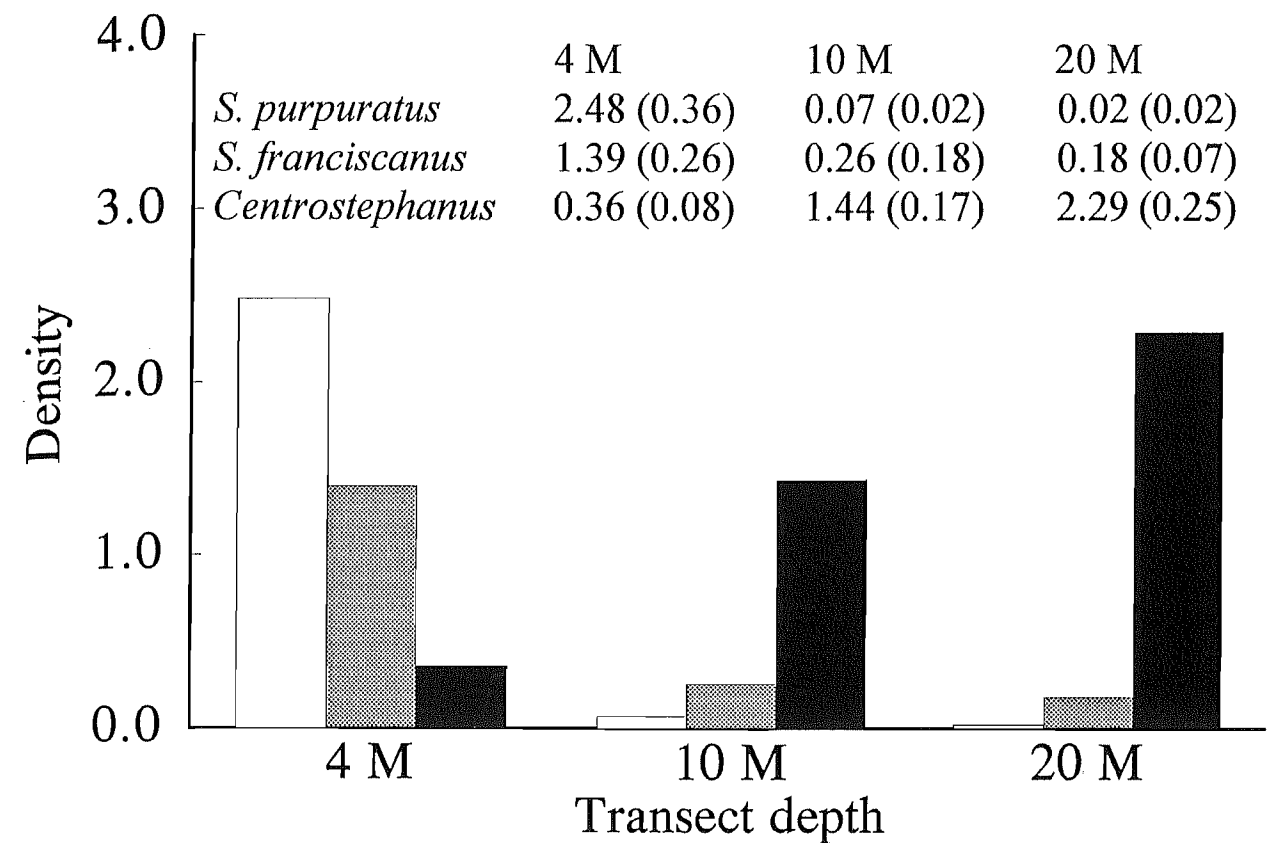 4.0
4 M 10 M 20 M
S. purpuratus 2.48 (0.36) 0.07 (0.02) 0.02 (0.02)
S. franciscanus 1.39 (0.26) 0.26 (0.18) 0.18 (0.07)
3.0 Centrostephanus 0.36 (0.08) 1.44 (0.17) 2.29 (0.25)
Density
2.0
1.0
0.0
4 M 10 M 20 M
Transect depth